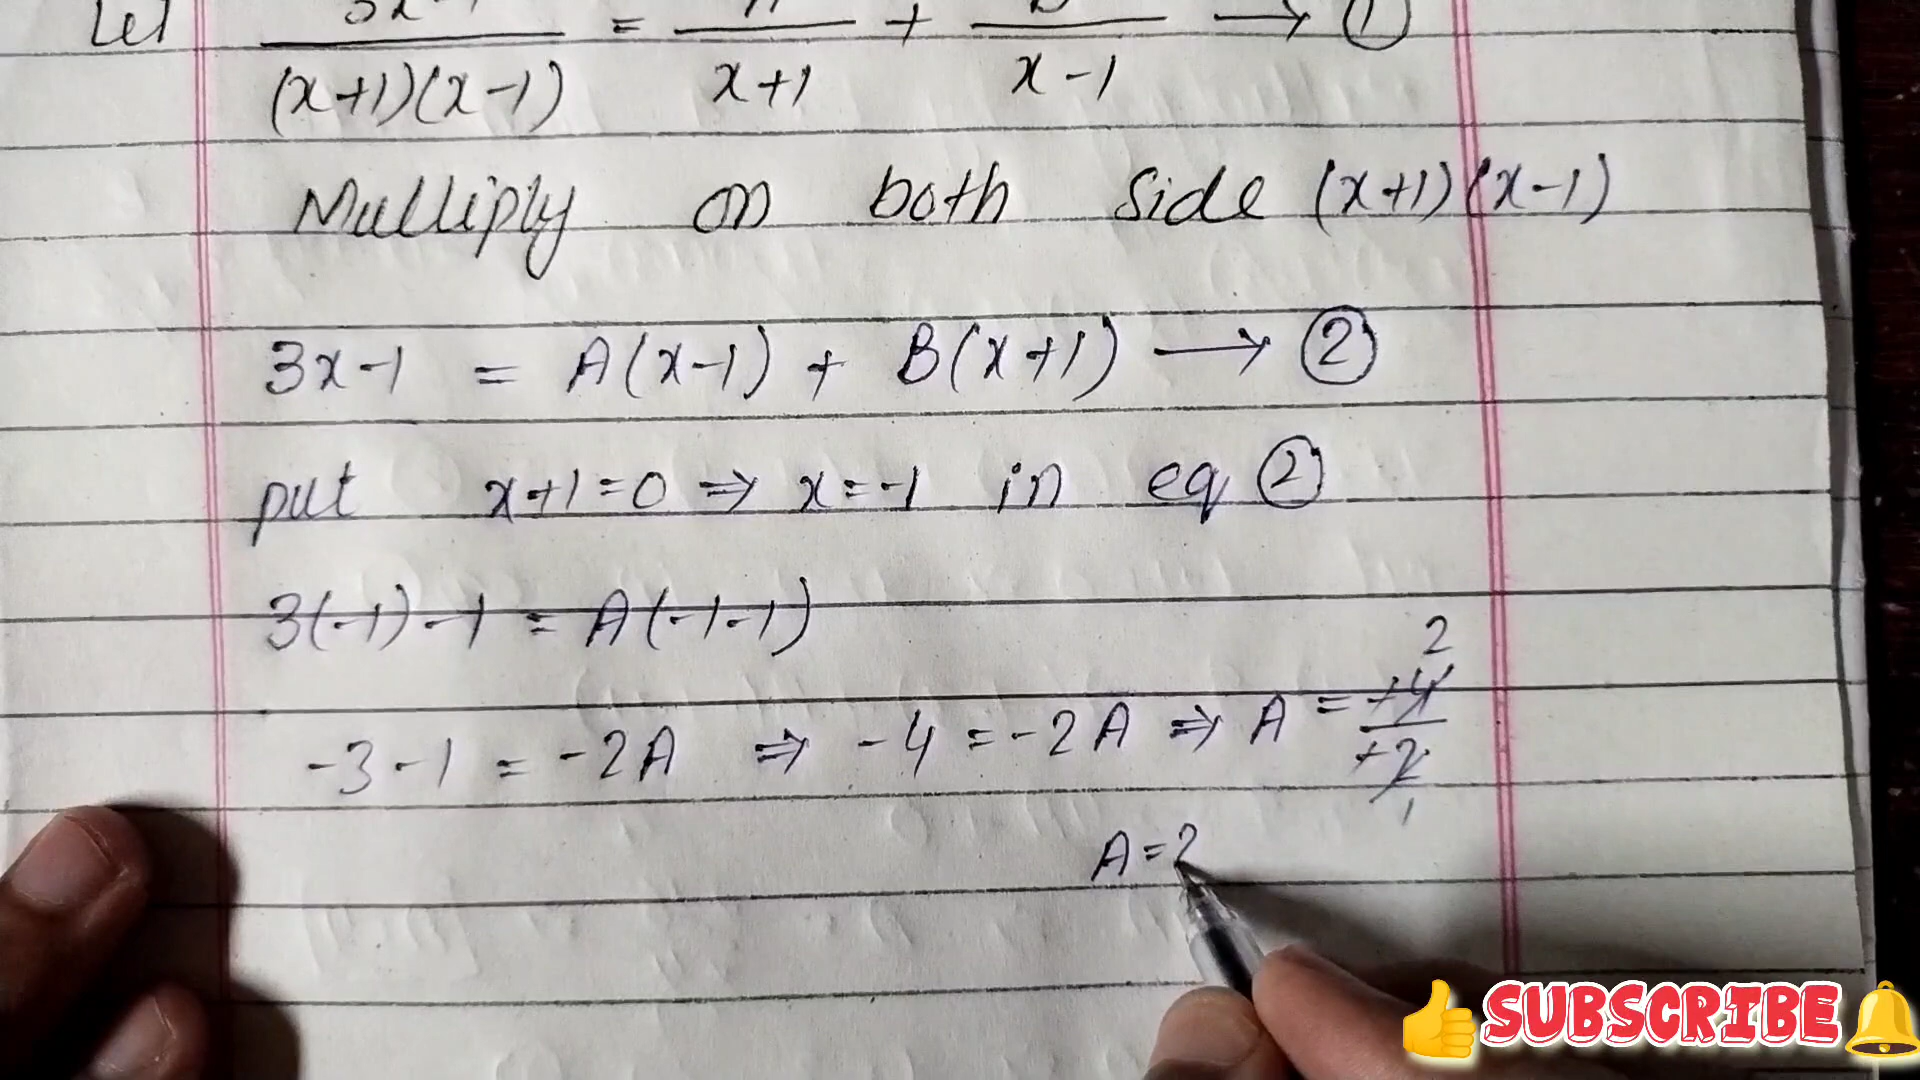 Let 3x-1/(x+1)(x-1) = A/x+1 + B/x-1 → ①
Multiply on both side (x+1)(x-1)
3x-1 = A(x-1) + B(x+1) → ②
put x+1=0 ⇒ x=-1 in eq ②
3(-1)-1 = A(-1-1)
-3-1 = -2A ⇒ -4 = -2A ⇒ A = +4/+2 2 1
A=2
SUBSCRIBE